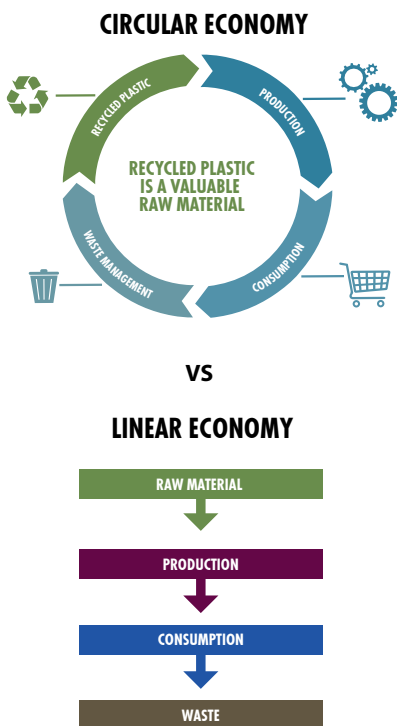 CIRCULAR ECONOMY
RECYCLED PLASTIC
PRODUCTION
RECYCLED PLASTIC
IS A VALUABLE
RAW MATERIAL
WASTE MANAGEMENT
CONSUMPTION
VS
LINEAR ECONOMY
RAW MATERIAL
PRODUCTION
CONSUMPTION
WASTE